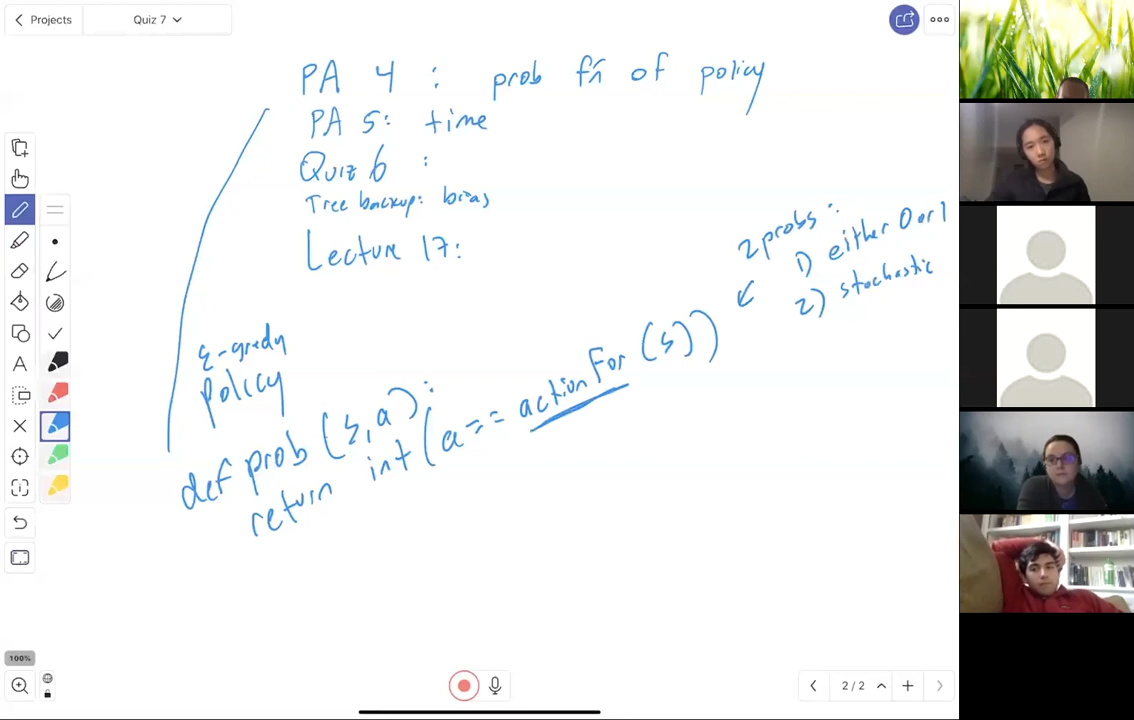 Projects
Quiz 7
PA 4 : prob fn of policy
PA 5: time
Quiz 6 :
Tree backup: bias
Lecture 17:
2 probs:
1) either 0 or 1
2) stochastic
ε-greedy
policy
def prob (s,a):
return int(a== actionFor (s))
100%
2 / 2